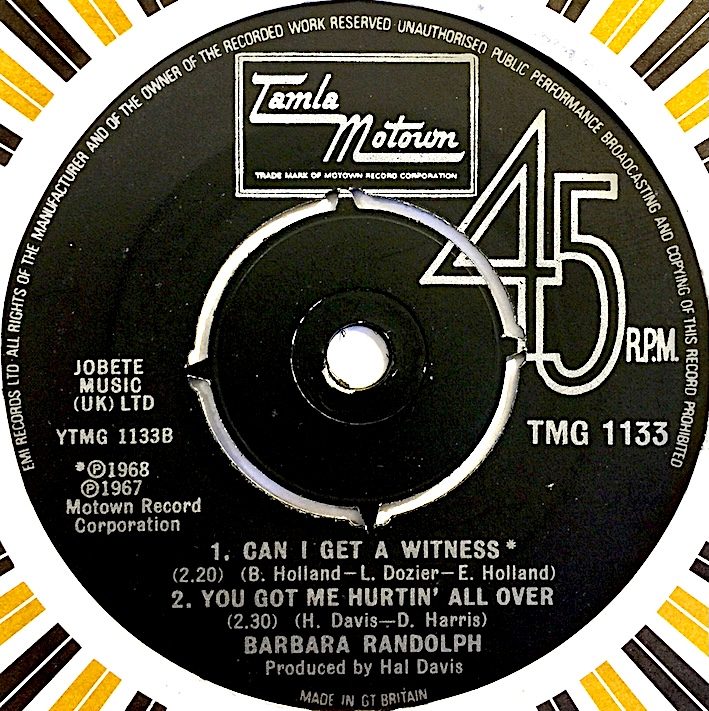 EMI RECORDS LTD · ALL RIGHTS OF THE MANUFACTURER AND OF THE OWNER OF THE RECORDED WORK RESERVED · UNAUTHORISED PUBLIC PERFORMANCE BROADCASTING AND COPYING OF THIS RECORD PROHIBITED
Tamla
Motown
TRADE MARK OF MOTOWN RECORD CORPORATION
45
R.P.M.
JOBETE
MUSIC
(UK) LTD
YTMG 1133B
TMG 1133
*℗1968
℗1967
Motown Record
Corporation
1. CAN I GET A WITNESS*
(2.20) (B. Holland—L. Dozier—E. Holland)
2. YOU GOT ME HURTIN' ALL OVER
(2.30) (H. Davis—D. Harris)
BARBARA RANDOLPH
Produced by Hal Davis
MADE IN GT BRITAIN